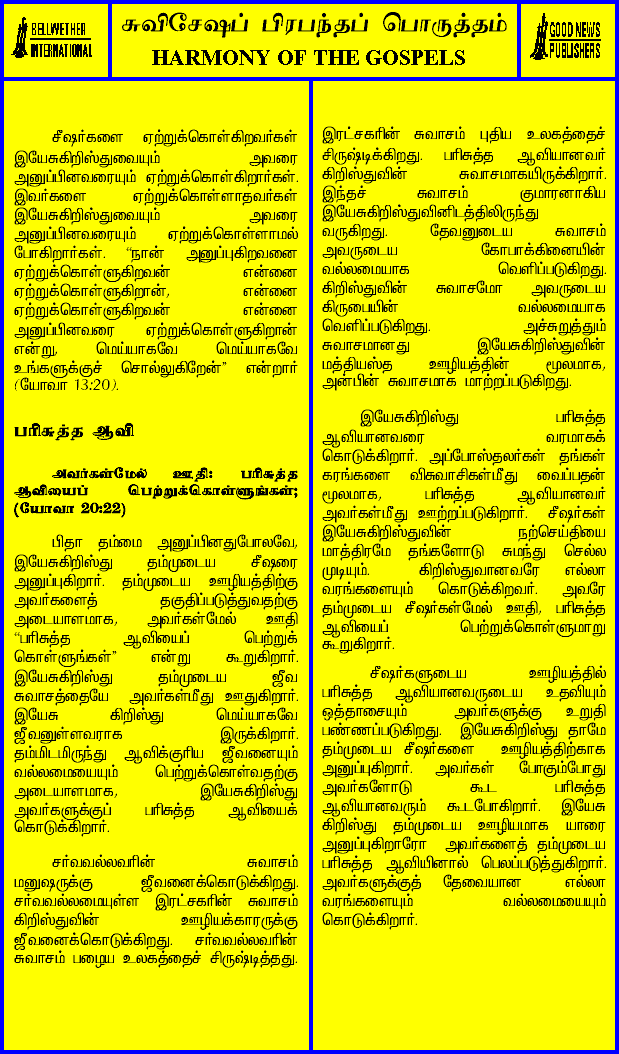 BELLWETHER
INTERNATIONAL
சுவிசேஷப் பிரபந்தப் பொருத்தம்
HARMONY OF THE GOSPELS
GOOD NEWS
PUBLISHERS
சீஷர்களை ஏற்றுக்கொள்கிறவர்கள்
இயேசுகிறிஸ்துவையும் அவரை
அனுப்பினவரையும் ஏற்றுக்கொள்கிறார்கள்.
இவர்களை ஏற்றுக்கொள்ளாதவர்கள்
இயேசுகிறிஸ்துவையும் அவரை
அனுப்பினவரையும் ஏற்றுக்கொள்ளாமல்
போகிறார்கள். “நான் அனுப்புகிறவனை
ஏற்றுக்கொள்ளுகிறவன் என்னை
ஏற்றுக்கொள்ளுகிறான், என்னை
ஏற்றுக்கொள்ளுகிறவன் என்னை
அனுப்பினவரை ஏற்றுக்கொள்ளுகிறான்
என்று, மெய்யாகவே மெய்யாகவே
உங்களுக்குச் சொல்லுகிறேன்” என்றார்
(யோவா 13:20).
பரிசுத்த ஆவி
அவர்கள்மேல் ஊதி: பரிசுத்த
ஆவியைப் பெற்றுக்கொள்ளுங்கள்;
(யோவா 20:22)
பிதா தம்மை அனுப்பினதுபோலவே,
இயேசுகிறிஸ்து தம்முடைய சீஷரை
அனுப்புகிறார். தம்முடைய ஊழியத்திற்கு
அவர்களைத் தகுதிப்படுத்துவதற்கு
அடையாளமாக, அவர்கள்மேல் ஊதி
“பரிசுத்த ஆவியைப் பெற்றுக்
கொள்ளுங்கள்” என்று கூறுகிறார்.
இயேசுகிறிஸ்து தம்முடைய ஜீவ
சுவாசத்தையே அவர்கள்மீது ஊதுகிறார்.
இயேசு கிறிஸ்து மெய்யாகவே
ஜீவனுள்ளவராக இருக்கிறார்.
தம்மிடமிருந்து ஆவிக்குரிய ஜீவனையும்
வல்லமையையும் பெற்றுக்கொள்வதற்கு
அடையாளமாக, இயேசுகிறிஸ்து
அவர்களுக்குப் பரிசுத்த ஆவியைக்
கொடுக்கிறார்.
சர்வவல்லவரின் சுவாசம்
மனுஷருக்கு ஜீவனைக்கொடுக்கிறது.
சர்வவல்லமையுள்ள இரட்சகரின் சுவாசம்
கிறிஸ்துவின் ஊழியக்காரருக்கு
ஜீவனைக்கொடுக்கிறது. சர்வவல்லவரின்
சுவாசம் பழைய உலகத்தைச் சிருஷ்டித்தது.
இரட்சகரின் சுவாசம் புதிய உலகத்தைச்
சிருஷ்டிக்கிறது. பரிசுத்த ஆவியானவர்
கிறிஸ்துவின் சுவாசமாகயிருக்கிறார்.
இந்தச் சுவாசம் குமாரனாகிய
இயேசுகிறிஸ்துவினிடத்திலிருந்து
வருகிறது. தேவனுடைய சுவாசம்
அவருடைய கோபாக்கினையின்
வல்லமையாக வெளிப்படுகிறது.
கிறிஸ்துவின் சுவாசமோ அவருடைய
கிருபையின் வல்லமையாக
வெளிப்படுகிறது. அச்சுறுத்தும்
சுவாசமானது இயேசுகிறிஸ்துவின்
மத்தியஸ்த ஊழியத்தின் மூலமாக,
அன்பின் சுவாசமாக மாற்றப்படுகிறது.
இயேசுகிறிஸ்து பரிசுத்த
ஆவியானவரை வரமாகக்
கொடுக்கிறார். அப்போஸ்தலர்கள் தங்கள்
கரங்களை விசுவாசிகள்மீது வைப்பதன்
மூலமாக, பரிசுத்த ஆவியானவர்
அவர்கள்மீது ஊற்றப்படுகிறார். சீஷர்கள்
இயேசுகிறிஸ்துவின் நற்செய்தியை
மாத்திரமே தங்களோடு சுமந்து செல்ல
முடியும். கிறிஸ்துவானவரே எல்லா
வரங்களையும் கொடுக்கிறவர். அவரே
தம்முடைய சீஷர்கள்மேல் ஊதி, பரிசுத்த
ஆவியைப் பெற்றுக்கொள்ளுமாறு
கூறுகிறார்.
சீஷர்களுடைய ஊழியத்தில்
பரிசுத்த ஆவியானவருடைய உதவியும்
ஒத்தாசையும் அவர்களுக்கு உறுதி
பண்ணப்படுகிறது. இயேசுகிறிஸ்து தாமே
தம்முடைய சீஷர்களை ஊழியத்திற்காக
அனுப்புகிறார். அவர்கள் போகும்போது
அவர்களோடு கூட பரிசுத்த
ஆவியானவரும் கூடபோகிறார். இயேசு
கிறிஸ்து தம்முடைய ஊழியமாக யாரை
அனுப்புகிறாரோ அவர்களைத் தம்முடைய
பரிசுத்த ஆவியினால் பெலப்படுத்துகிறார்.
அவர்களுக்குத் தேவையான எல்லா
வரங்களையும் வல்லமையையும்
கொடுக்கிறார்.